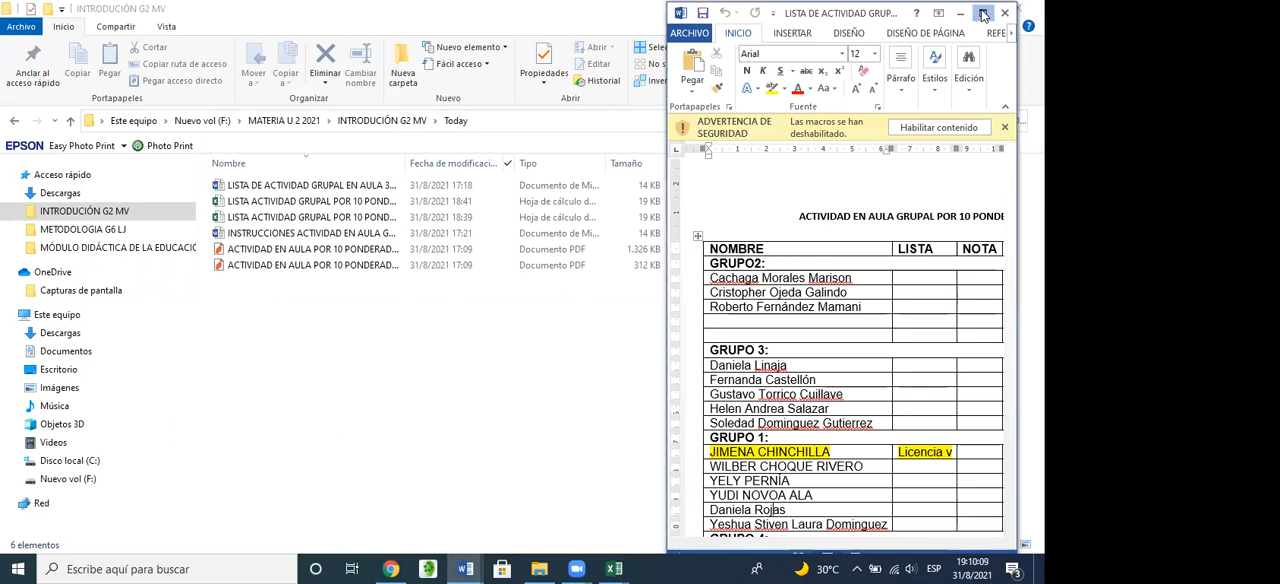 INTRODUCIÓN G2 MV
Archivo Inicio Compartir Vista
Anclar al acceso rápido
Copiar
Pegar
Cortar
Copiar ruta de acceso
Pegar acceso directo
Mover a
Copiar a
Eliminar
Cambiar nombre
Nueva carpeta
Nuevo elemento
Fácil acceso
Propiedades
Abrir
Editar
Historial
Portapapeles Organizar Nuevo Abrir
Este equipo > Nuevo vol (F:) > MATERIA U 2 2021 > INTRODUCIÓN G2 MV > Today
EPSON Easy Photo Print Photo Print
Acceso rápido
Descargas
INTRODUCIÓN G2 MV
METODOLOGIA G6 LJ
MÓDULO DIDÁCTICA DE LA EDUCACIÓ
OneDrive
Capturas de pantalla
Este equipo
Descargas
Documentos
Escritorio
Imágenes
Música
Objetos 3D
Videos
Disco local (C:)
Nuevo vol (F:)
Red
6 elementos
Nombre Fecha de modificaci... Tipo Tamaño
LISTA DE ACTIVIDAD GRUPAL EN AULA 3... 31/8/2021 17:18 Documento de Mi... 14 KB
LISTA ACTIVIDAD GRUPAL POR 10 POND... 31/8/2021 18:41 Hoja de cálculo d... 19 KB
LISTA ACTIVIDAD GRUPAL POR 10 POND... 31/8/2021 18:39 Hoja de cálculo d... 19 KB
INSTRUCCIONES ACTIVIDAD EN AULA G... 31/8/2021 17:21 Documento de Mi... 14 KB
ACTIVIDAD EN AULA POR 10 PONDERAD... 31/8/2021 17:09 Documento PDF 1.326 KB
ACTIVIDAD EN AULA POR 10 PONDERAD... 31/8/2021 17:09 Documento PDF 312 KB
LISTA DE ACTIVIDAD GRUP... ?
ARCHIVO INICIO INSERTAR DISEÑO DISEÑO DE PÁGINA REFE
Pegar
Arial 12
N K S abc x₂ x²
A A Aa A A
Párrafo Estilos Edición
Portapapeles Fuente
ADVERTENCIA DE SEGURIDAD Las macros se han deshabilitado. Habilitar contenido
ACTIVIDAD EN AULA GRUPAL POR 10 PONDE
NOMBRE LISTA NOTA
GRUPO2:
Cachaga Morales Marison
Cristopher Ojeda Galindo
Roberto Fernández Mamani
GRUPO 3:
Daniela Linaja
Fernanda Castellón
Gustavo Torrico Cuillave
Helen Andrea Salazar
Soledad Dominguez Gutierrez
GRUPO 1:
JIMENA CHINCHILLA Licencia v
WILBER CHOQUE RIVERO
YELY PERNÍA
YUDI NOVOA ALA
Daniela Rojas
Yeshua Stiven Laura Dominguez
Escribe aquí para buscar
30°C
ESP
19:10:09
31/8/2021
3